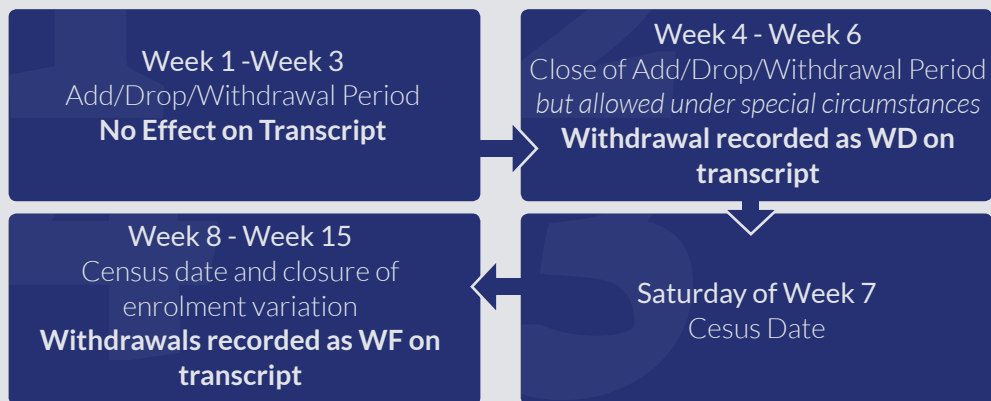 Week 1 -Week 3
Add/Drop/Withdrawal Period
No Effect on Transcript
Week 4 - Week 6
Close of Add/Drop/Withdrawal Period
but allowed under special circumstances
Withdrawal recorded as WD on
transcript
Saturday of Week 7
Cesus Date
Week 8 - Week 15
Census date and closure of
enrolment variation
Withdrawals recorded as WF on
transcript